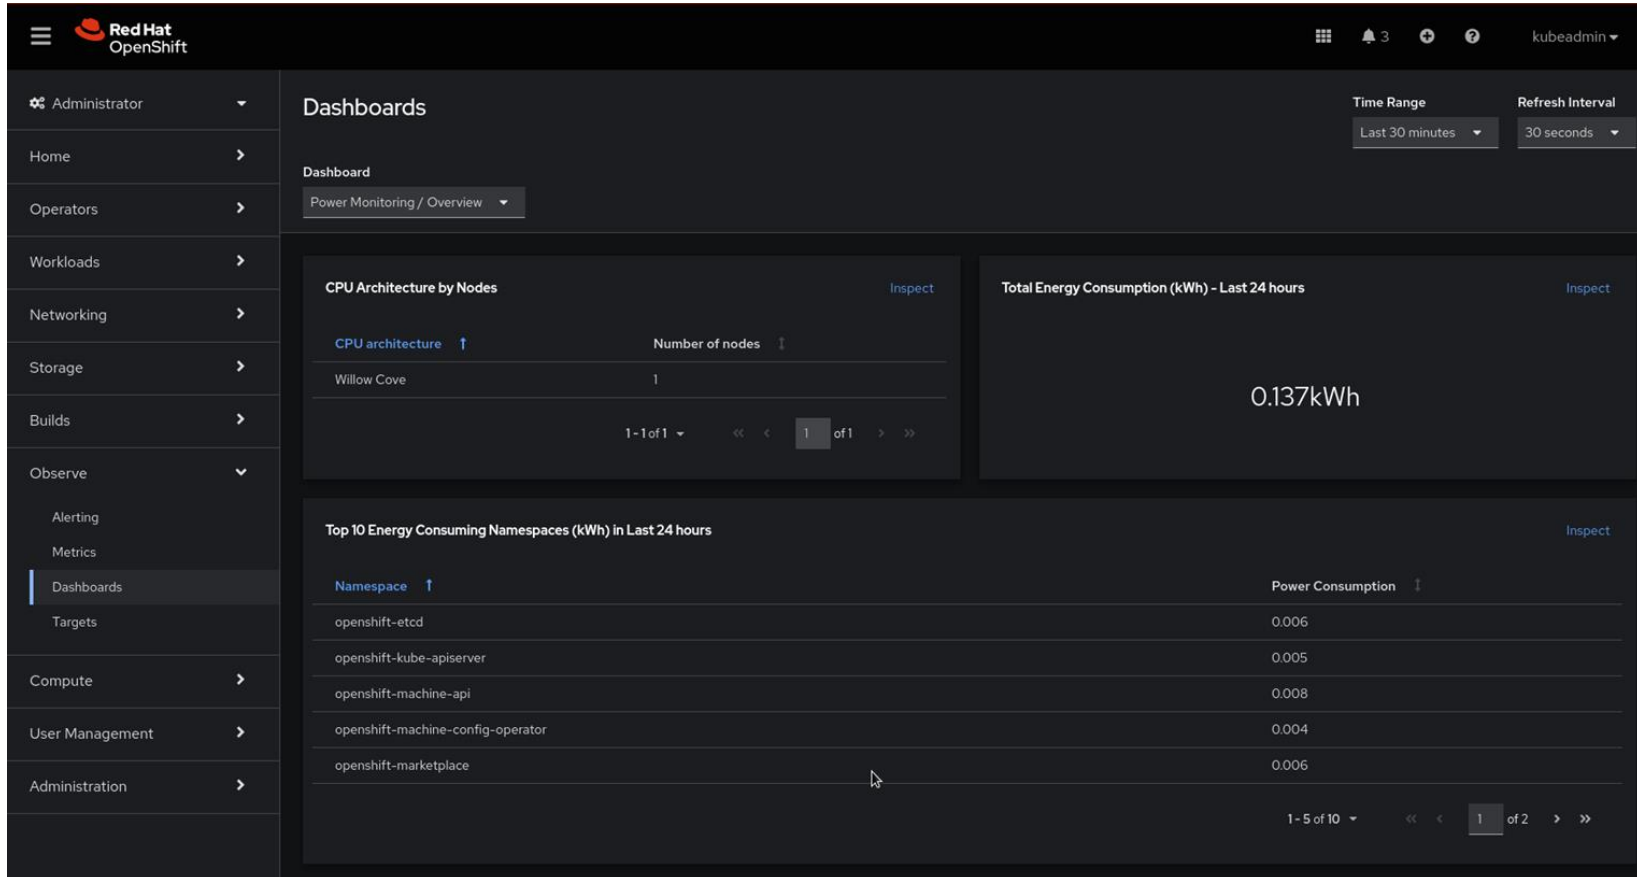 Red Hat
OpenShift
3
kubeadmin
Administrator
Home
Operators
Workloads
Networking
Storage
Builds
Observe
Alerting
Metrics
Dashboards
Targets
Compute
User Management
Administration
Dashboards
Time Range
Last 30 minutes
Refresh Interval
30 seconds
Dashboard
Power Monitoring / Overview
CPU Architecture by Nodes
Inspect
CPU architecture
Number of nodes
Willow Cove
1
1 - 1 of 1
1 of 1
Total Energy Consumption (kWh) - Last 24 hours
Inspect
0.137kWh
Top 10 Energy Consuming Namespaces (kWh) in Last 24 hours
Inspect
Namespace
Power Consumption
openshift-etcd
0.006
openshift-kube-apiserver
0.005
openshift-machine-api
0.008
openshift-machine-config-operator
0.004
openshift-marketplace
0.006
1 - 5 of 10
1 of 2